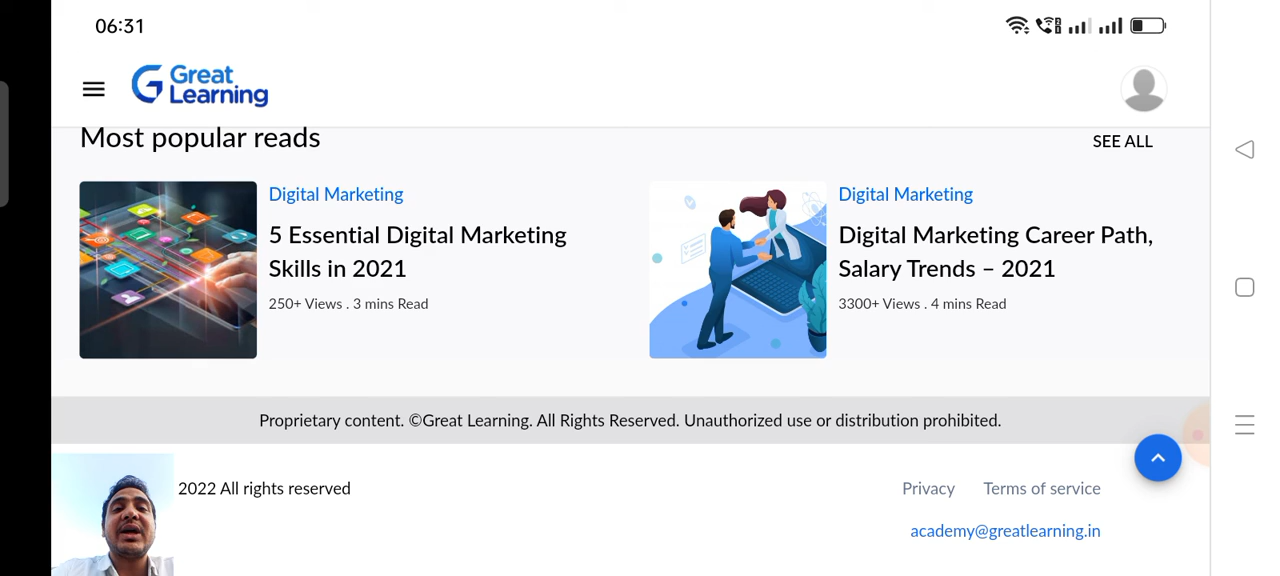 06:31
Great
Learning
Most popular reads
SEE ALL
Digital Marketing
5 Essential Digital Marketing
Skills in 2021
250+ Views . 3 mins Read
Digital Marketing
Digital Marketing Career Path,
Salary Trends – 2021
3300+ Views . 4 mins Read
Proprietary content. ©Great Learning. All Rights Reserved. Unauthorized use or distribution prohibited.
2022 All rights reserved
Privacy
Terms of service
academy@greatlearning.in